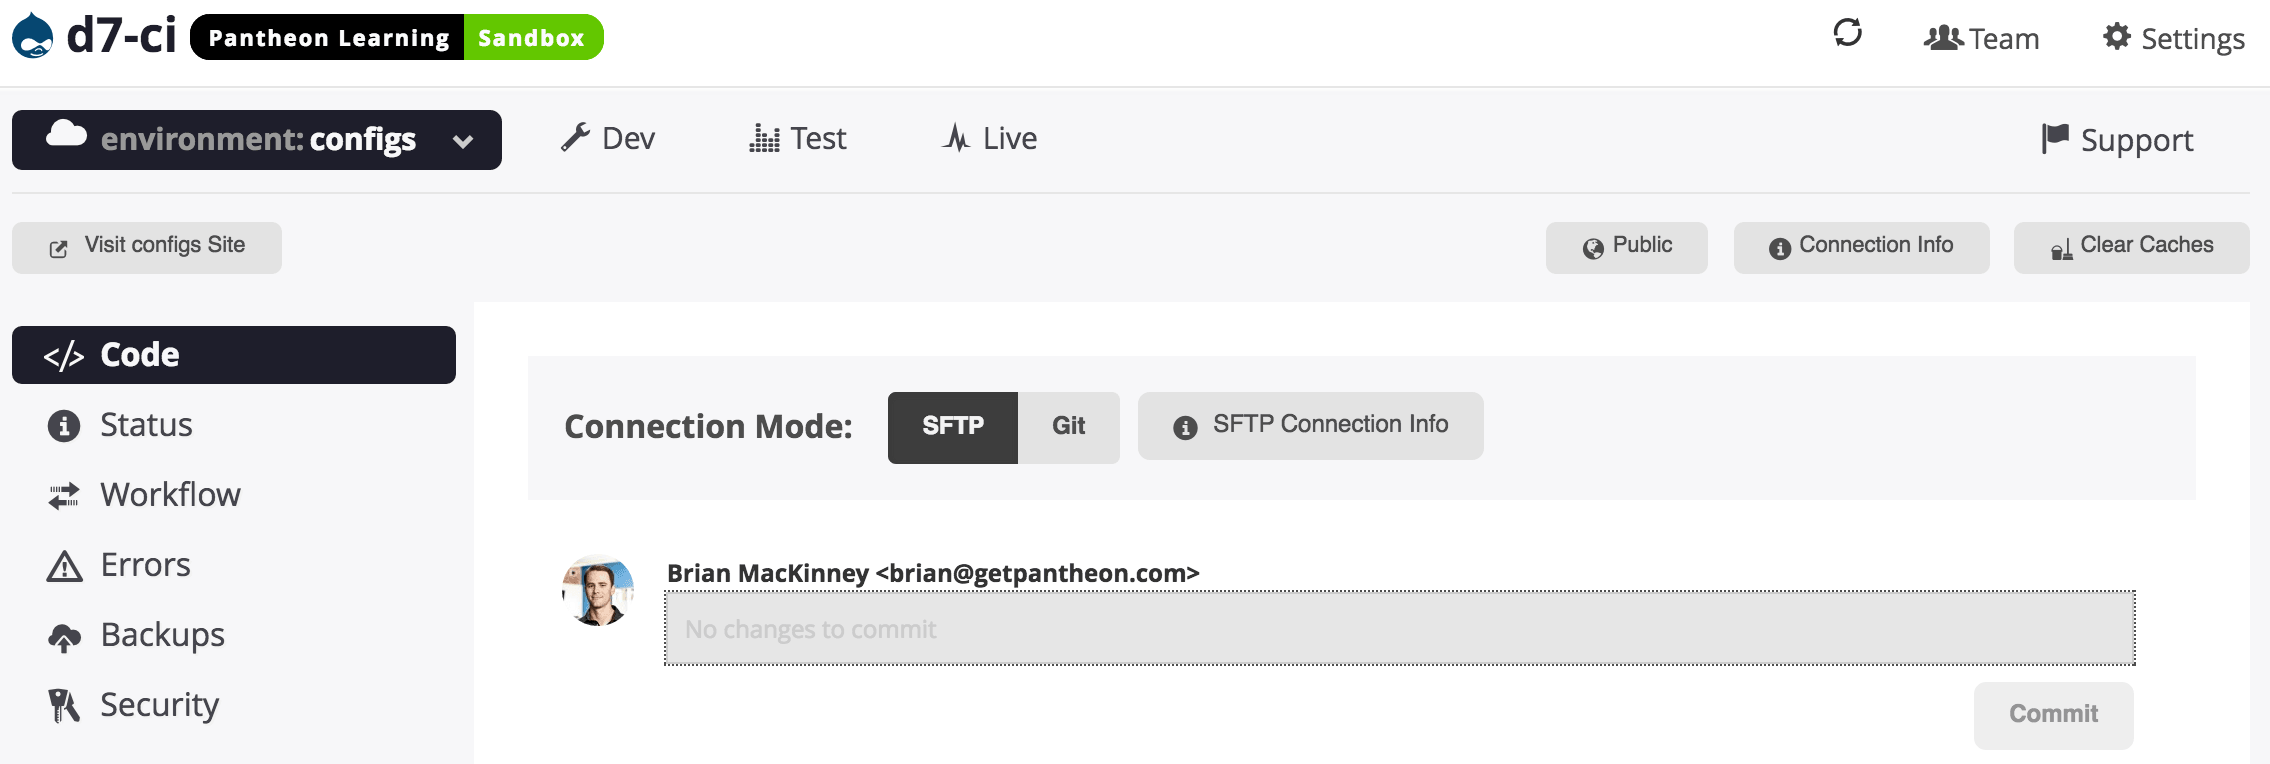 d7-ci Pantheon Learning Sandbox Team Settings
environment: configs Dev Test Live Support
Visit configs Site Public Connection Info Clear Caches
</> Code
Status
Workflow
Errors
Backups
Security
Connection Mode: SFTP Git SFTP Connection Info
Brian MacKinney <brian@getpantheon.com>
No changes to commit
Commit